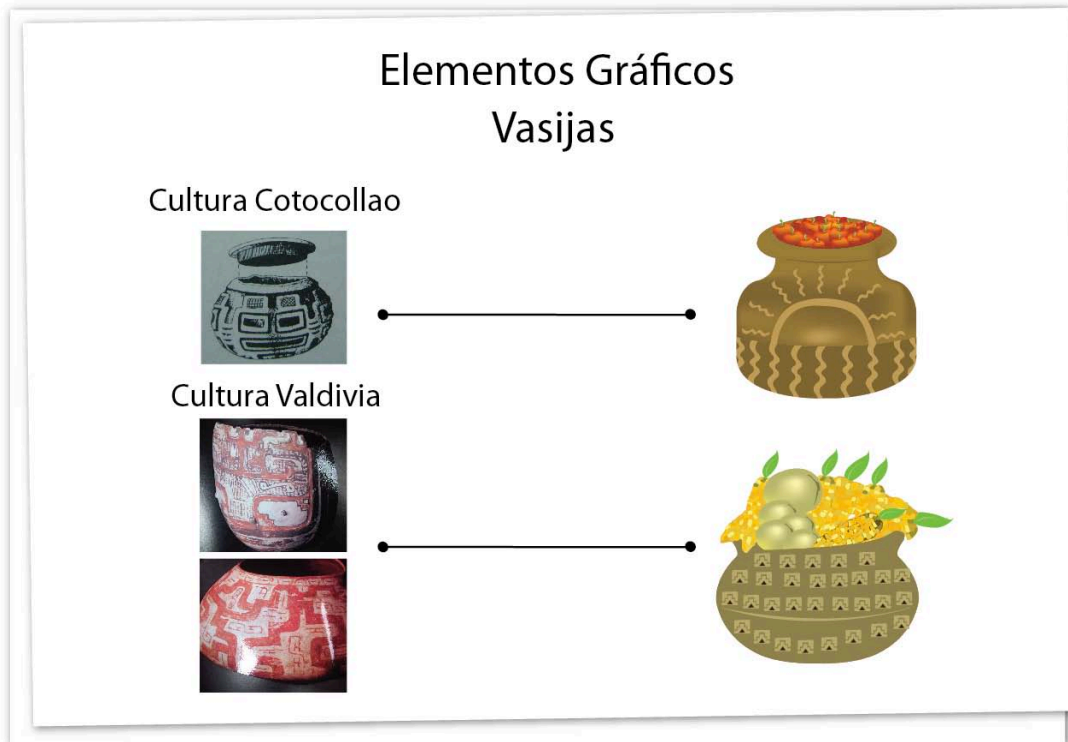 Elementos Gráficos
Vasijas
Cultura Cotocollao
Cultura Valdivia